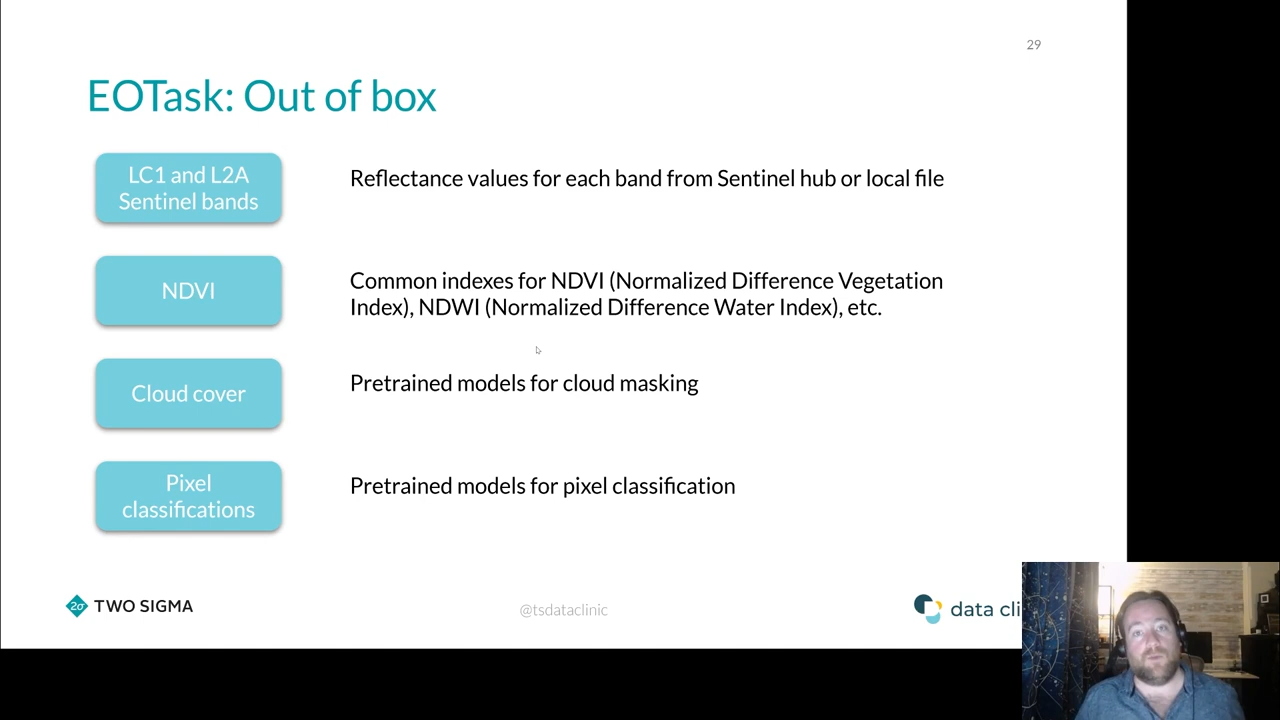 29
EOTask: Out of box
LC1 and L2A
Sentinel bands
Reflectance values for each band from Sentinel hub or local file
NDVI
Common indexes for NDVI (Normalized Difference Vegetation
Index), NDWI (Normalized Difference Water Index), etc.
Cloud cover
Pretrained models for cloud masking
Pixel
classifications
Pretrained models for pixel classification
2σ TWO SIGMA
@tsdataclinic
data cli